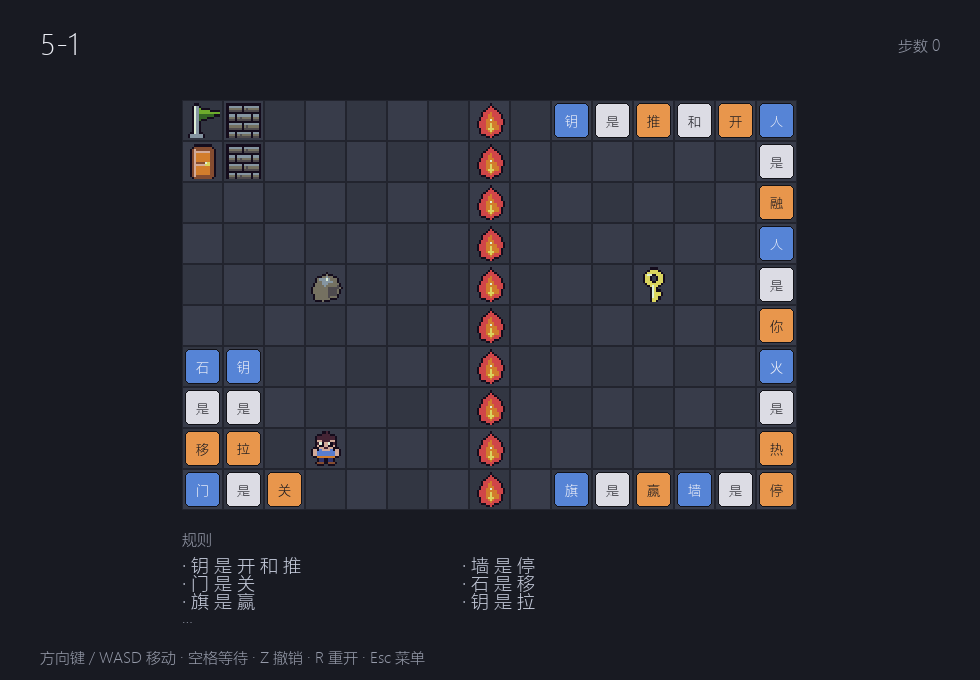 5-1
步数 0
钥 是 推 和 开 人
是
融
人
是
你
石 钥 火
是 是 是
移 拉 热
门 是 关 旗 是 赢 墙 是 停
规则
· 钥 是 开 和 推
· 墙 是 停
· 门 是 关
· 石 是 移
· 旗 是 赢
· 钥 是 拉
...
方向键 / WASD 移动 · 空格等待 · Z 撤销 · R 重开 · Esc 菜单